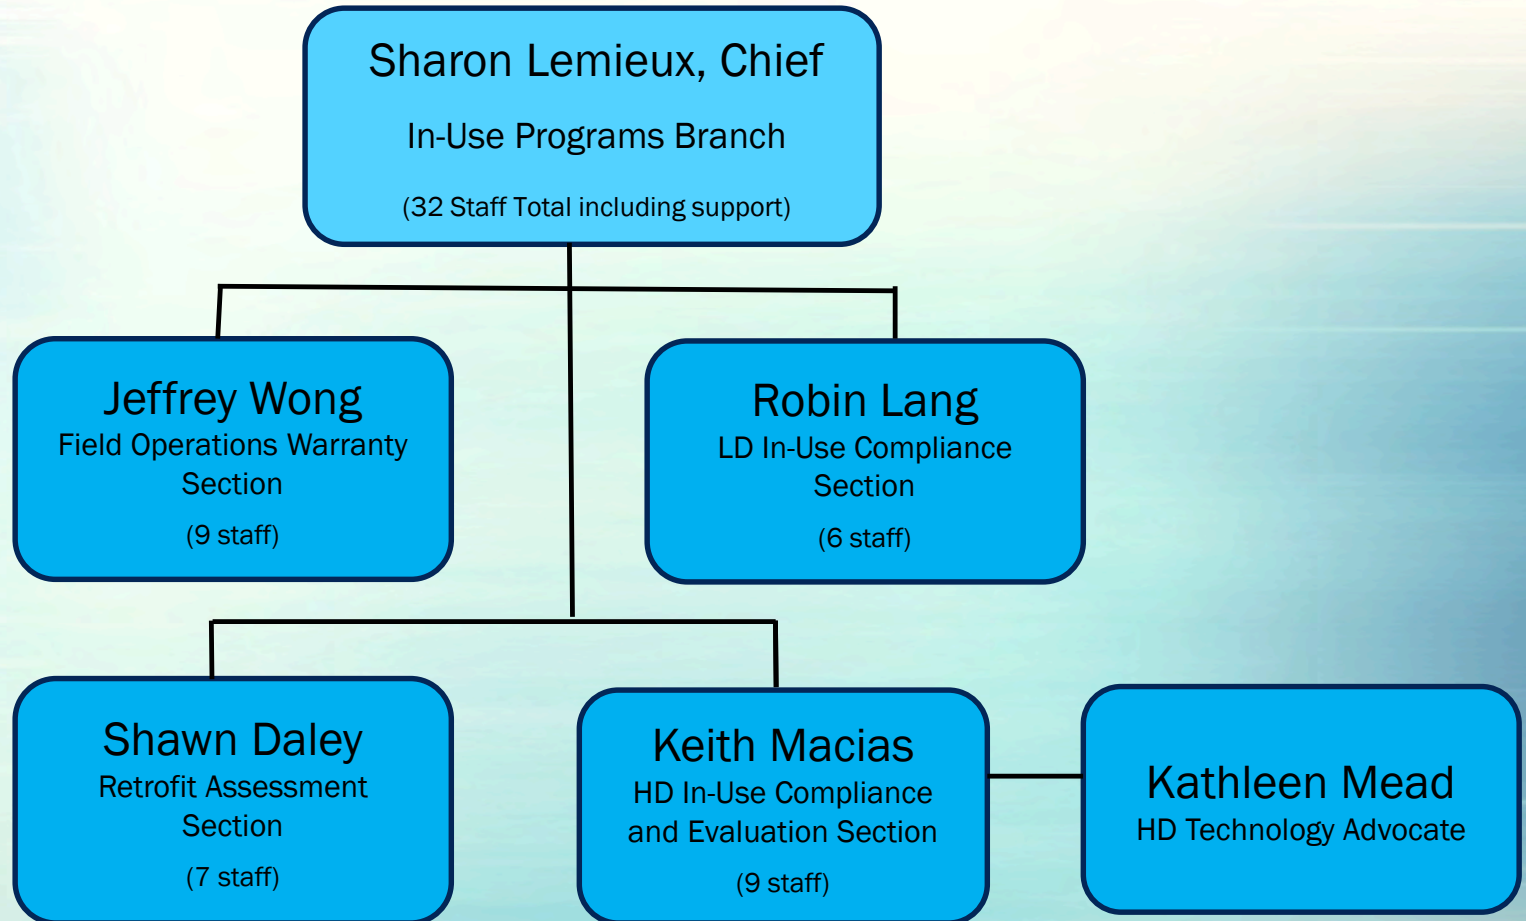 Sharon Lemieux, Chief
In-Use Programs Branch
(32 Staff Total including support)
Jeffrey Wong
Field Operations Warranty
Section
(9 staff)
Robin Lang
LD In-Use Compliance
Section
(6 staff)
Shawn Daley
Retrofit Assessment
Section
(7 staff)
Keith Macias
HD In-Use Compliance
and Evaluation Section
(9 staff)
Kathleen Mead
HD Technology Advocate